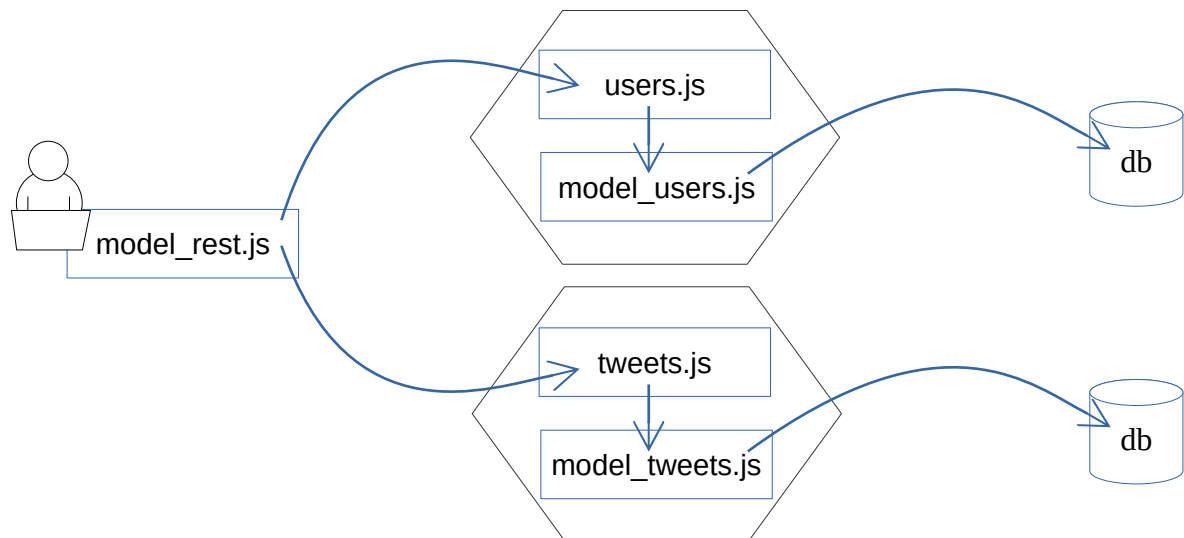 users.js
model_users.js
db
model_rest.js
tweets.js
model_tweets.js
db